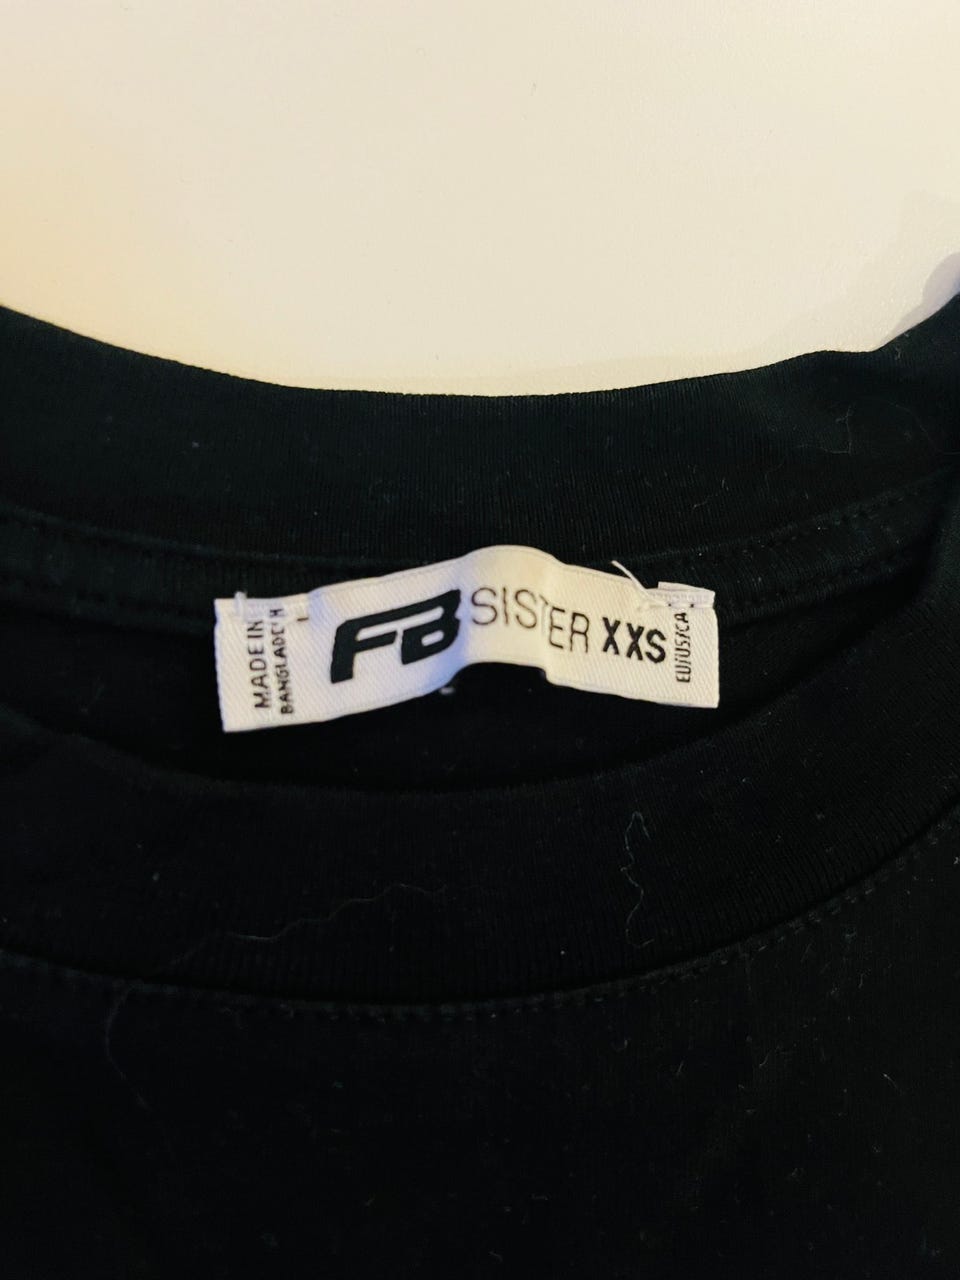 MADE IN
BANGLADESH
FB SISTER XXS
EU/US/CA